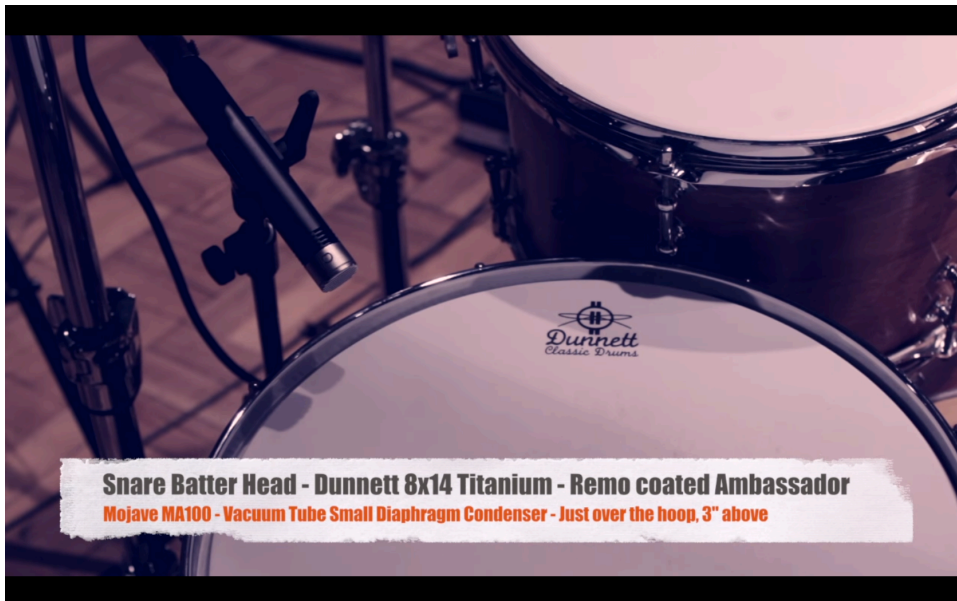 Dunnett
Classic Drums
Snare Batter Head - Dunnett 8x14 Titanium - Remo coated Ambassador
Mojave MA100 - Vacuum Tube Small Diaphragm Condenser - Just over the hoop, 3" above